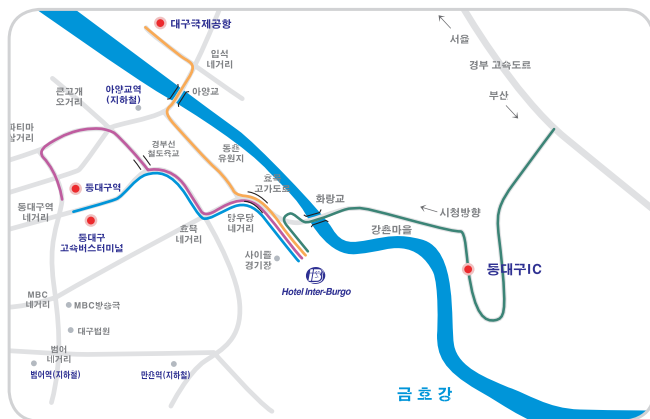 대구국제공항
서울
입석
네거리
경부 고속도르
큰고개
오거리
아양교역
(지하철)
아양교
부산
파티마
삼거리
경부선
철도육교
동촌
유원지
효목
고가도로
동대구역
화랑교
시청방향
동대구역
네거리
동대구
고속버스터미널
효목
네거리
망우당
네거리
강촌마을
사이클
경기장
동대구IC
Hotel Inter-Burgo
MBC
네거리
MBC방송국
대구법원
범어
네거리
범어역(지하철)
만촌역(지하철)
금호강